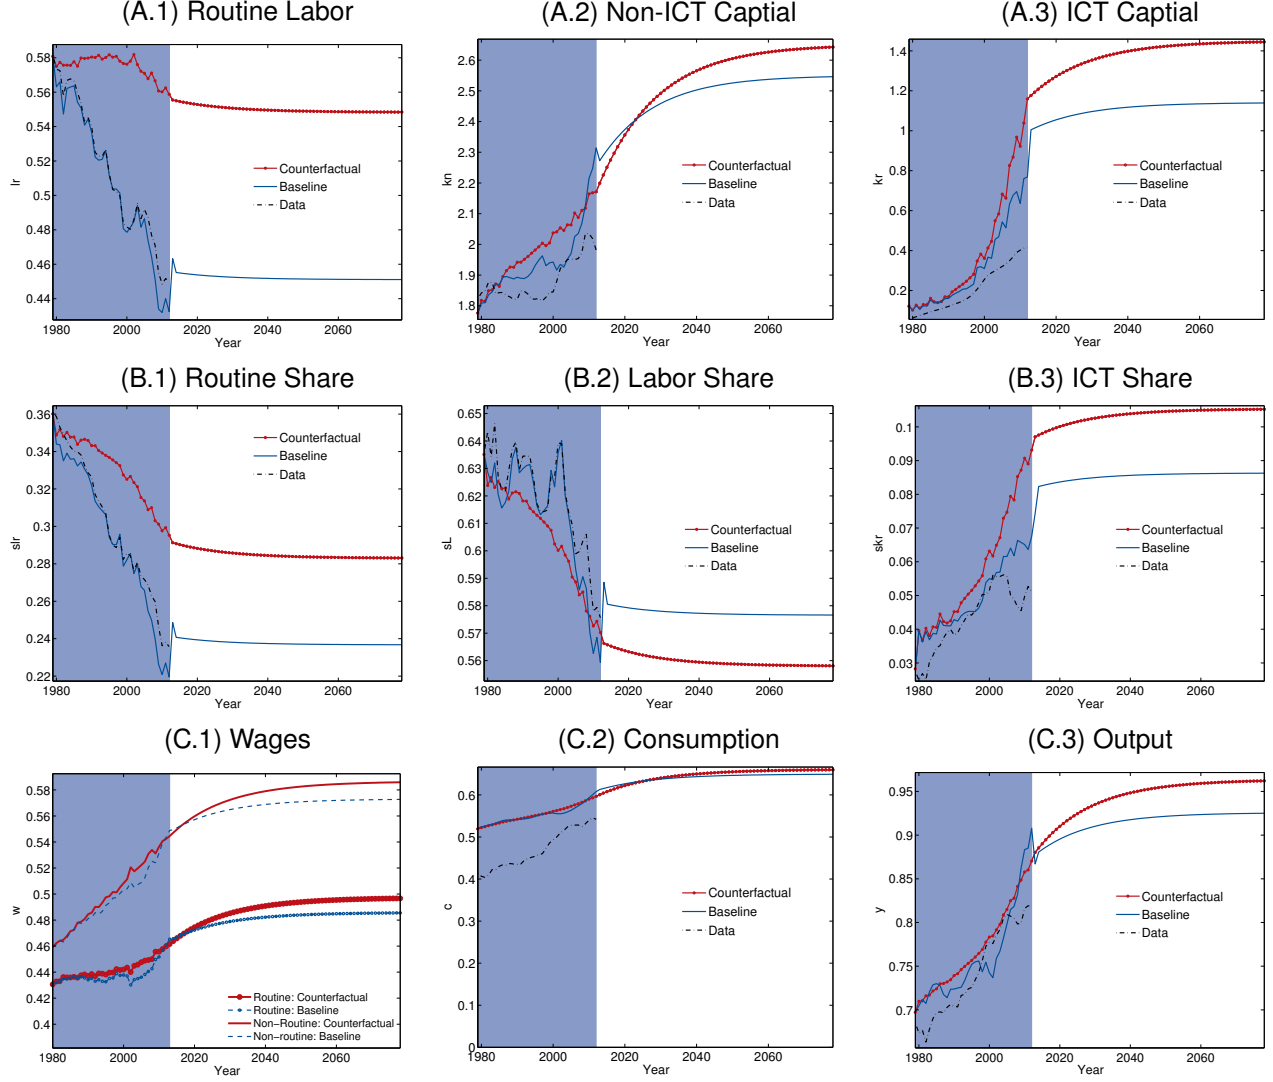 (A.1) Routine Labor
0.58
0.56
0.54
0.52
0.5
0.48
0.46
0.44
lr
1980 2000 2020 2040 2060
Year
Counterfactual
Baseline
Data
(A.2) Non-ICT Captial
2.6
2.5
2.4
2.3
2.2
2.1
2
1.9
1.8
kn
1980 2000 2020 2040 2060
Year
Counterfactual
Baseline
Data
(A.3) ICT Captial
1.4
1.2
1
0.8
0.6
0.4
0.2
kr
1980 2000 2020 2040 2060
Year
Counterfactual
Baseline
Data
(B.1) Routine Share
0.36
0.34
0.32
0.3
0.28
0.26
0.24
0.22
slr
1980 2000 2020 2040 2060
Year
Counterfactual
Baseline
Data
(B.2) Labor Share
0.65
0.64
0.63
0.62
0.61
0.6
0.59
0.58
0.57
0.56
sL
1980 2000 2020 2040 2060
Year
Counterfactual
Baseline
Data
(B.3) ICT Share
0.1
0.09
0.08
0.07
0.06
0.05
0.04
0.03
skr
1980 2000 2020 2040 2060
Year
Counterfactual
Baseline
Data
(C.1) Wages
0.58
0.56
0.54
0.52
0.5
0.48
0.46
0.44
0.42
0.4
w
1980 2000 2020 2040 2060
Year
Routine: Counterfactual
Routine: Baseline
Non−Routine: Counterfactual
Non−routine: Baseline
(C.2) Consumption
0.6
0.5
0.4
0.3
0.2
0.1
0
c
1980 2000 2020 2040 2060
Year
Counterfactual
Baseline
Data
(C.3) Output
0.95
0.9
0.85
0.8
0.75
0.7
y
1980 2000 2020 2040 2060
Year
Counterfactual
Baseline
Data